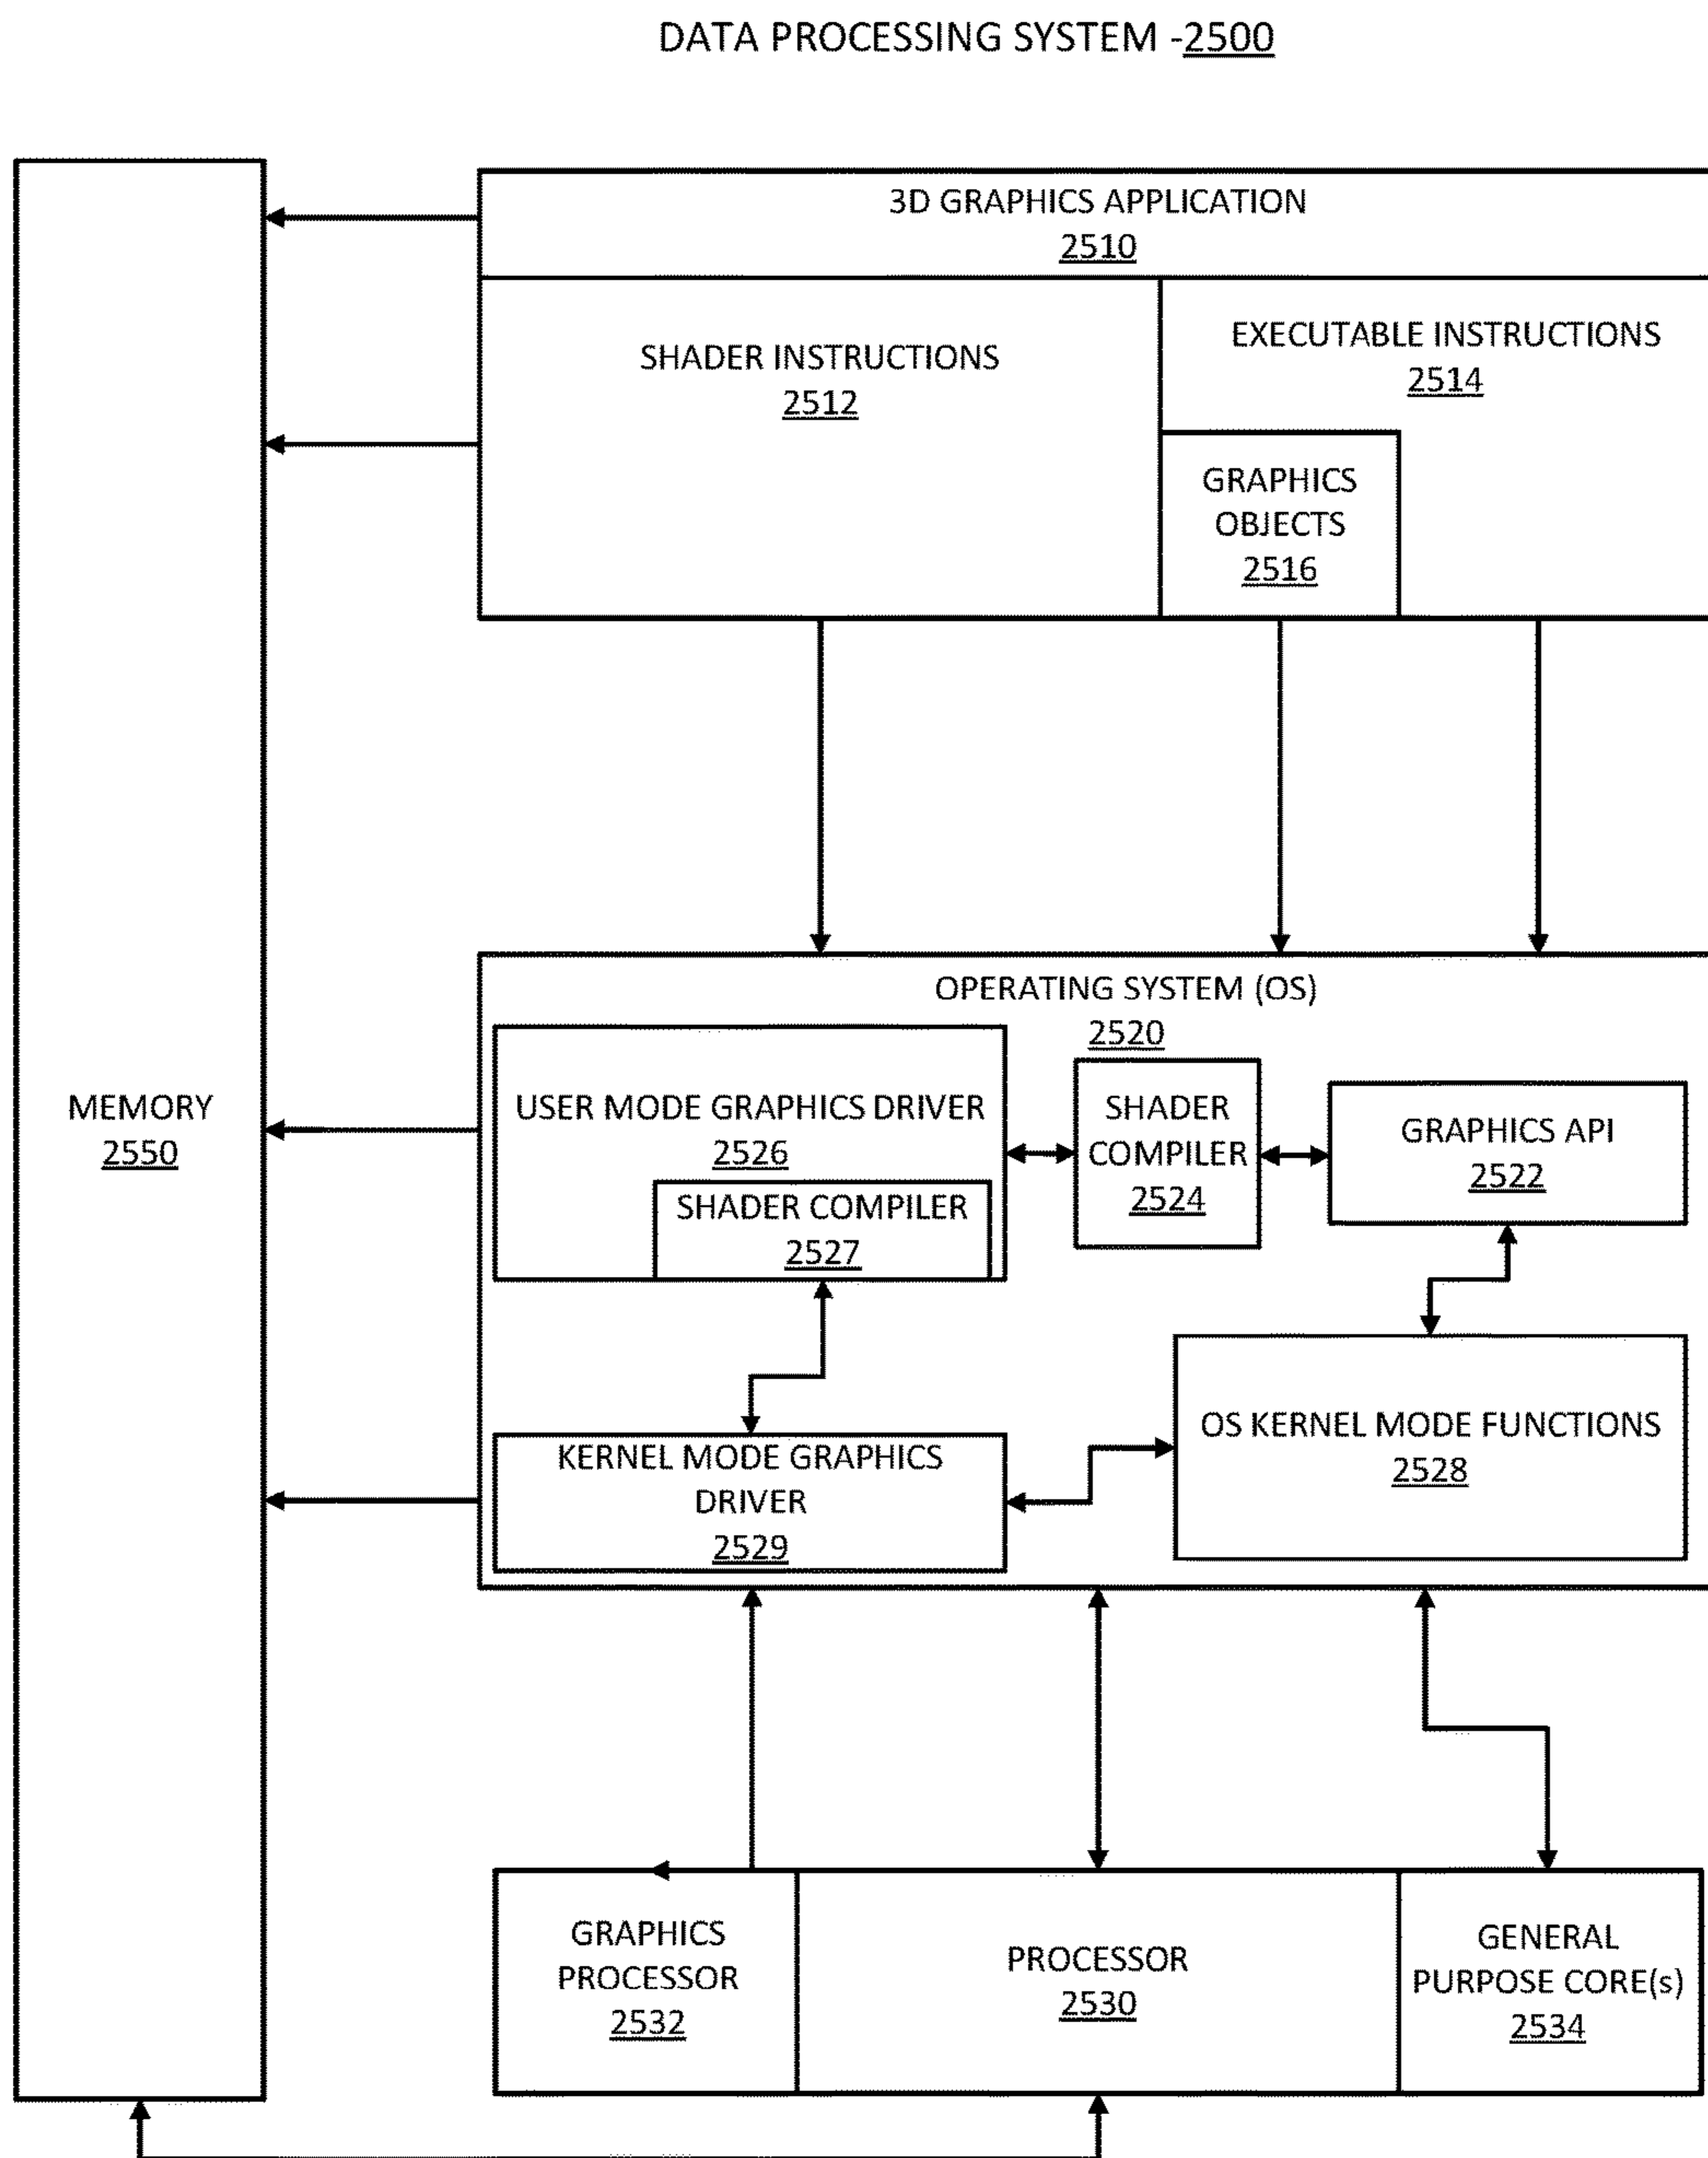 DATA PROCESSING SYSTEM -2500
3D GRAPHICS APPLICATION
2510
SHADER INSTRUCTIONS
2512
EXECUTABLE INSTRUCTIONS
2514
GRAPHICS
OBJECTS
2516
OPERATING SYSTEM (OS)
2520
MEMORY
2550
USER MODE GRAPHICS DRIVER
2526
SHADER COMPILER
2527
SHADER
COMPILER
2524
GRAPHICS API
2522
KERNEL MODE GRAPHICS
DRIVER
2529
OS KERNEL MODE FUNCTIONS
2528
GRAPHICS
PROCESSOR
2532
PROCESSOR
2530
GENERAL
PURPOSE CORE(s)
2534